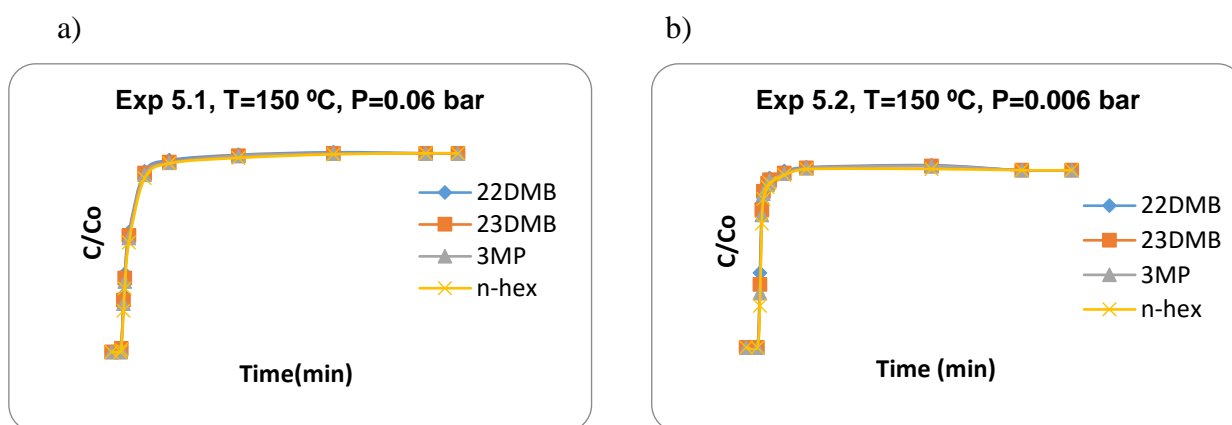 a)
Exp 5.1, T=150 ºC, P=0.06 bar
C/Co
22DMB
23DMB
3MP
n-hex
Time(min)
b)
Exp 5.2, T=150 ºC, P=0.006 bar
C/Co
22DMB
23DMB
3MP
n-hex
Time (min)